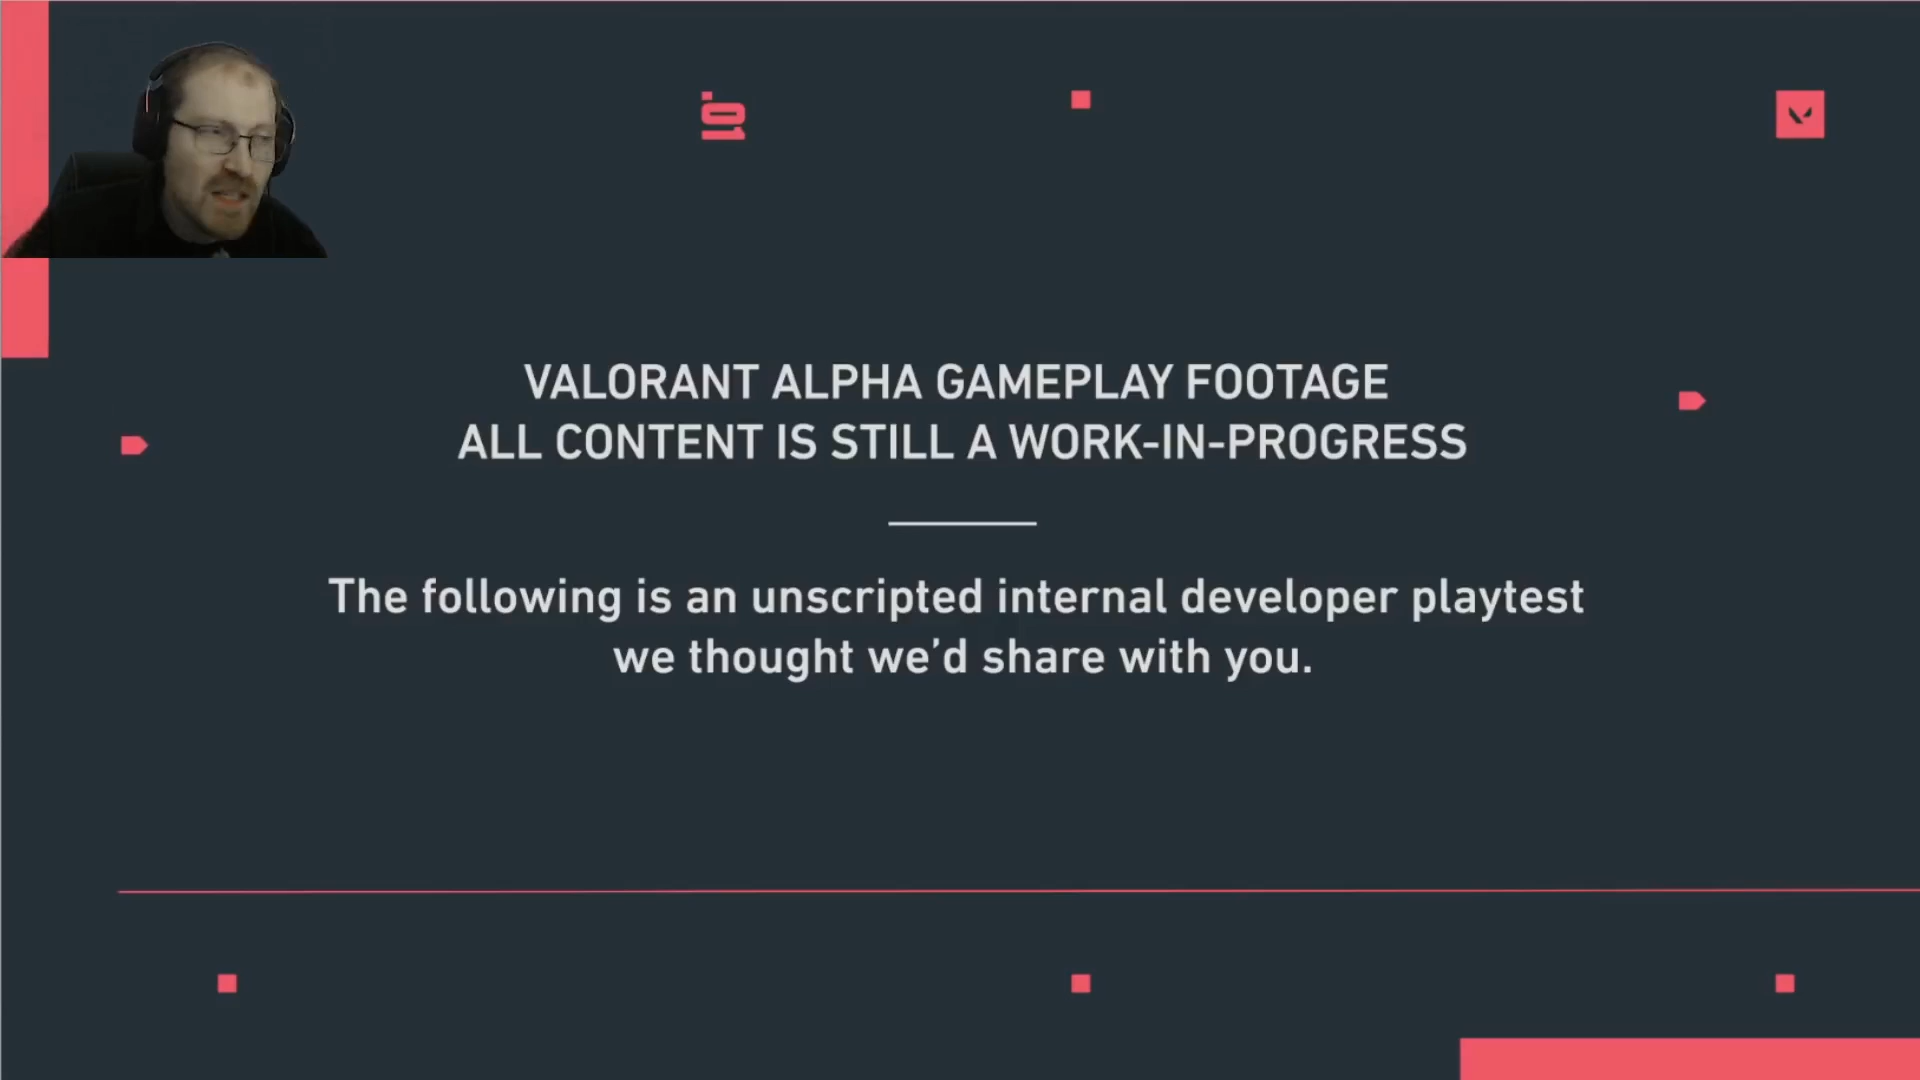 .01
VALORANT ALPHA GAMEPLAY FOOTAGE
ALL CONTENT IS STILL A WORK-IN-PROGRESS
The following is an unscripted internal developer playtest
we thought we’d share with you.